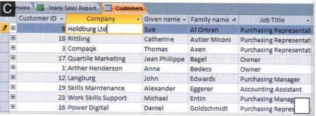 C
Home Yearly Sales Report Customers
Customer ID Company Given name Family name Job Title
8 Holdburg Ltd Sue Al Omran Purchasing Representat
18 Rittling Catherine Autier Miconi Purchasing Representat
3 Compaqk Thomas Axen Purchasing Representat
17 Quartile Marketing Jean Philippe Bagel Owner
1 Arther Henderson Anna Bedecs Owner
12 Langburg John Edwards Purchasing Manager
19 Skills Maintenance Alexander Eggerer Accounting Assistant
23 Work Skills Support Michael Entin Purchasing Manager
16 Power Digital Daniel Goldschmidt Purchasing Repres